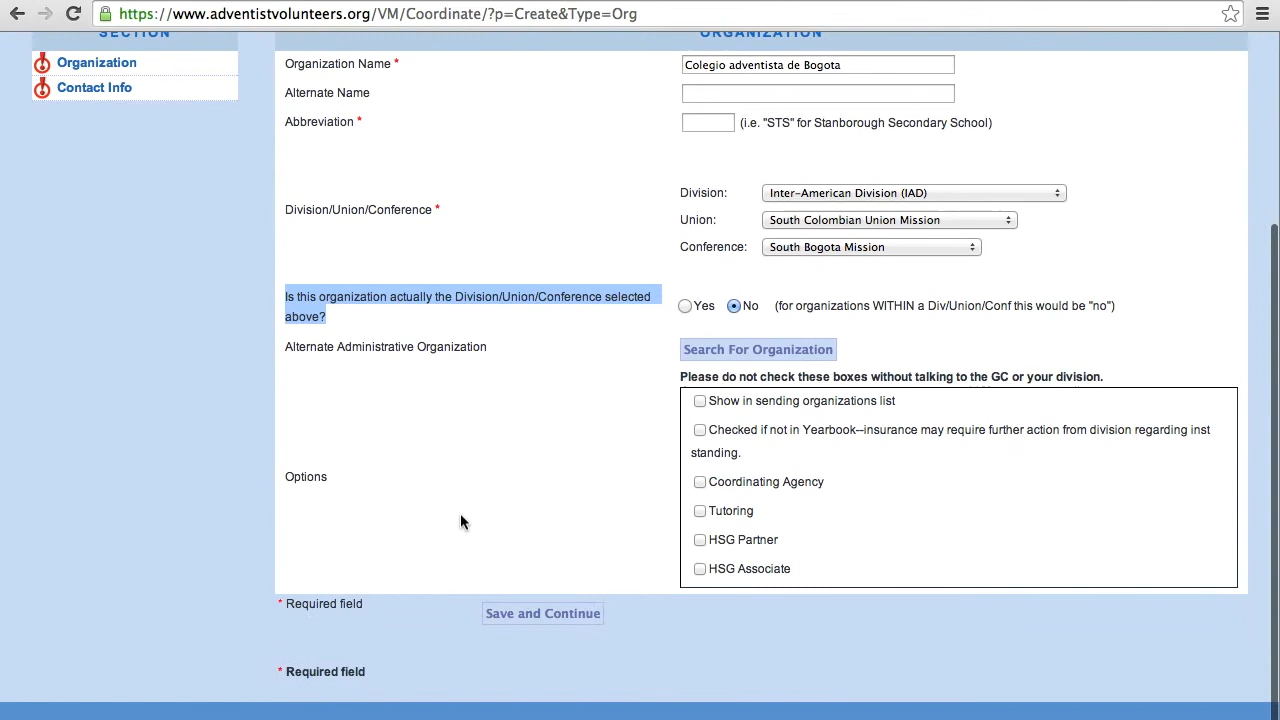 https://www.adventistvolunteers.org/VM/Coordinate/?p=Create&Type=Org
SECTION
ORGANIZATION
Organization
Contact Info
Organization Name *
Colegio adventista de Bogota
Alternate Name
Abbreviation *
(i.e. "STS" for Stanborough Secondary School)
Division/Union/Conference *
Division:
Inter-American Division (IAD)
Union:
South Colombian Union Mission
Conference:
South Bogota Mission
Is this organization actually the Division/Union/Conference selected
above?
Yes
No
(for organizations WITHIN a Div/Union/Conf this would be "no")
Alternate Administrative Organization
Search For Organization
Please do not check these boxes without talking to the GC or your division.
Options
Show in sending organizations list
Checked if not in Yearbook--insurance may require further action from division regarding inst
standing.
Coordinating Agency
Tutoring
HSG Partner
HSG Associate
* Required field
Save and Continue
* Required field